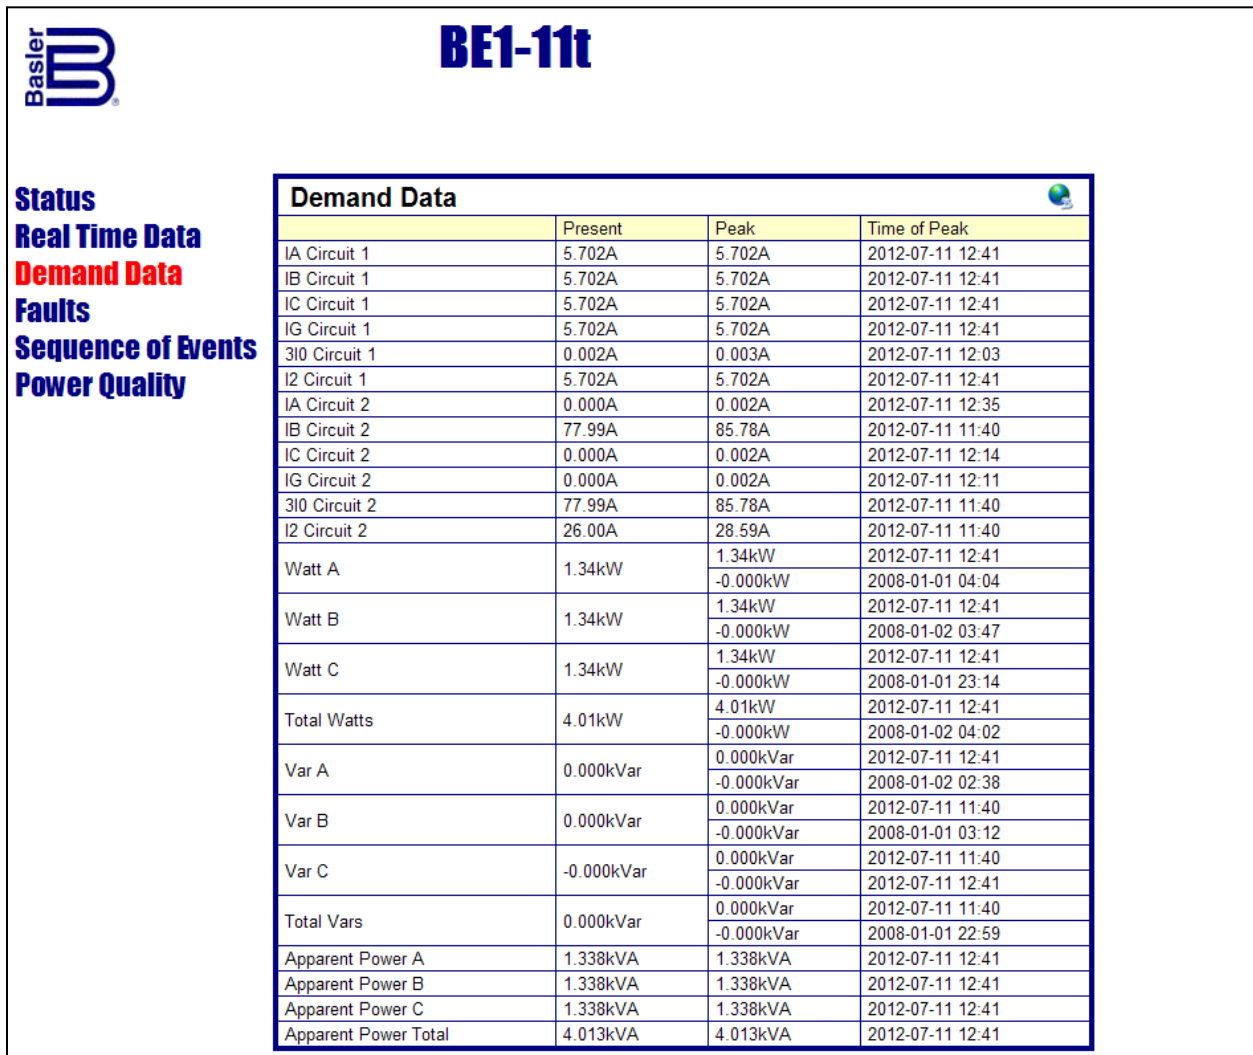 Basler
BE1-11t
Status
Real Time Data
Demand Data
Faults
Sequence of Events
Power Quality
Demand Data
Present Peak Time of Peak
IA Circuit 1 5.702A 5.702A 2012-07-11 12:41
IB Circuit 1 5.702A 5.702A 2012-07-11 12:41
IC Circuit 1 5.702A 5.702A 2012-07-11 12:41
IG Circuit 1 5.702A 5.702A 2012-07-11 12:41
3I0 Circuit 1 0.002A 0.003A 2012-07-11 12:03
I2 Circuit 1 5.702A 5.702A 2012-07-11 12:41
IA Circuit 2 0.000A 0.002A 2012-07-11 12:35
IB Circuit 2 77.99A 85.78A 2012-07-11 11:40
IC Circuit 2 0.000A 0.002A 2012-07-11 12:14
IG Circuit 2 0.000A 0.002A 2012-07-11 12:11
3I0 Circuit 2 77.99A 85.78A 2012-07-11 11:40
I2 Circuit 2 26.00A 28.59A 2012-07-11 11:40
Watt A 1.34kW 1.34kW 2012-07-11 12:41
-0.000kW 2008-01-01 04:04
Watt B 1.34kW 1.34kW 2012-07-11 12:41
-0.000kW 2008-01-02 03:47
Watt C 1.34kW 1.34kW 2012-07-11 12:41
-0.000kW 2008-01-01 23:14
Total Watts 4.01kW 4.01kW 2012-07-11 12:41
-0.000kW 2008-01-02 04:02
Var A 0.000kVar 0.000kVar 2012-07-11 12:41
-0.000kVar 2008-01-02 02:38
Var B 0.000kVar 0.000kVar 2012-07-11 11:40
-0.000kVar 2008-01-01 03:12
Var C -0.000kVar 0.000kVar 2012-07-11 11:40
-0.000kVar 2012-07-11 12:41
Total Vars 0.000kVar 0.000kVar 2012-07-11 11:40
-0.000kVar 2008-01-01 22:59
Apparent Power A 1.338kVA 1.338kVA 2012-07-11 12:41
Apparent Power B 1.338kVA 1.338kVA 2012-07-11 12:41
Apparent Power C 1.338kVA 1.338kVA 2012-07-11 12:41
Apparent Power Total 4.013kVA 4.013kVA 2012-07-11 12:41